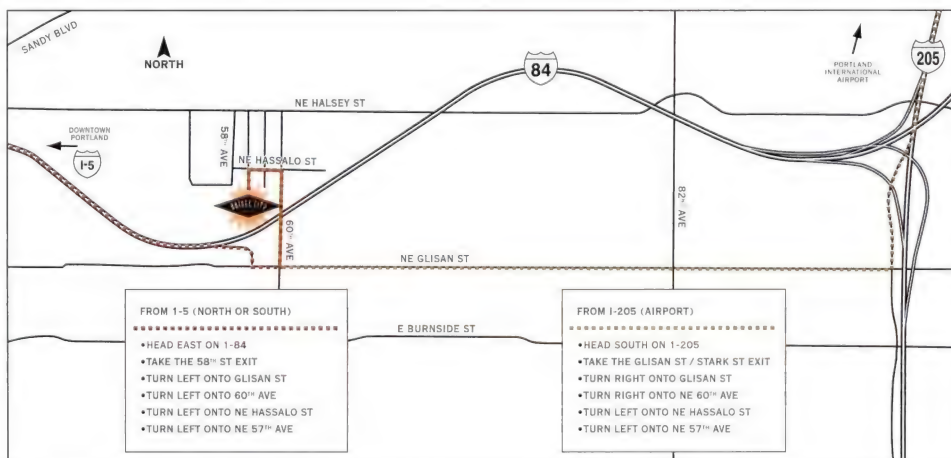 SANDY BLVD
NORTH
84
PORTLAND
INTERNATIONAL
AIRPORT
205
NE HALSEY ST
DOWNTOWN
PORTLAND
I-5
58TH AVE
NE HASSALO ST
BRIDGE CITY
60TH AVE
82ND AVE
NE GLISAN ST
E BURNSIDE ST
FROM 1-5 (NORTH OR SOUTH)
•HEAD EAST ON 1-84
•TAKE THE 58TH ST EXIT
•TURN LEFT ONTO GLISAN ST
•TURN LEFT ONTO 60TH AVE
•TURN LEFT ONTO NE HASSALO ST
•TURN LEFT ONTO NE 57TH AVE
FROM I-205 (AIRPORT)
•HEAD SOUTH ON 1-205
•TAKE THE GLISAN ST / STARK ST EXIT
•TURN RIGHT ONTO GLISAN ST
•TURN RIGHT ONTO NE 60TH AVE
•TURN LEFT ONTO NE HASSALO ST
•TURN LEFT ONTO NE 57TH AVE